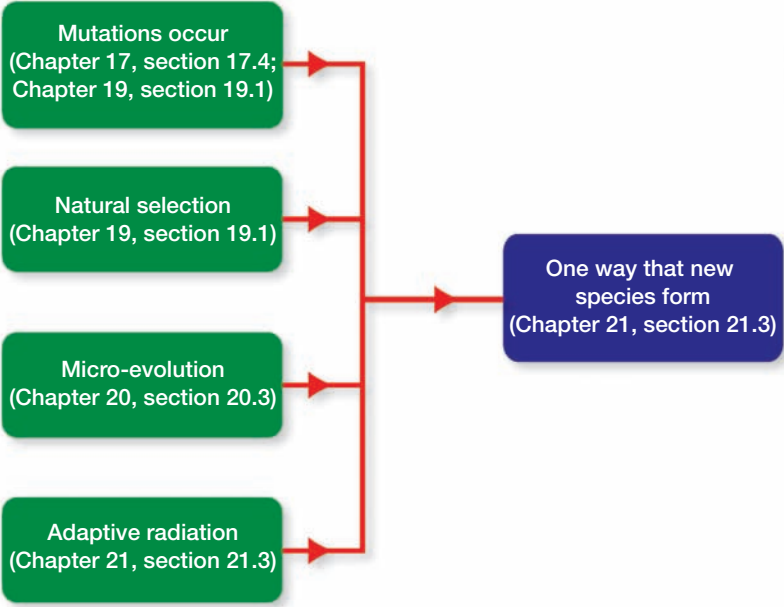 Mutations occur
(Chapter 17, section 17.4;
Chapter 19, section 19.1)
Natural selection
(Chapter 19, section 19.1)
Micro-evolution
(Chapter 20, section 20.3)
Adaptive radiation
(Chapter 21, section 21.3)
One way that new
species form
(Chapter 21, section 21.3)